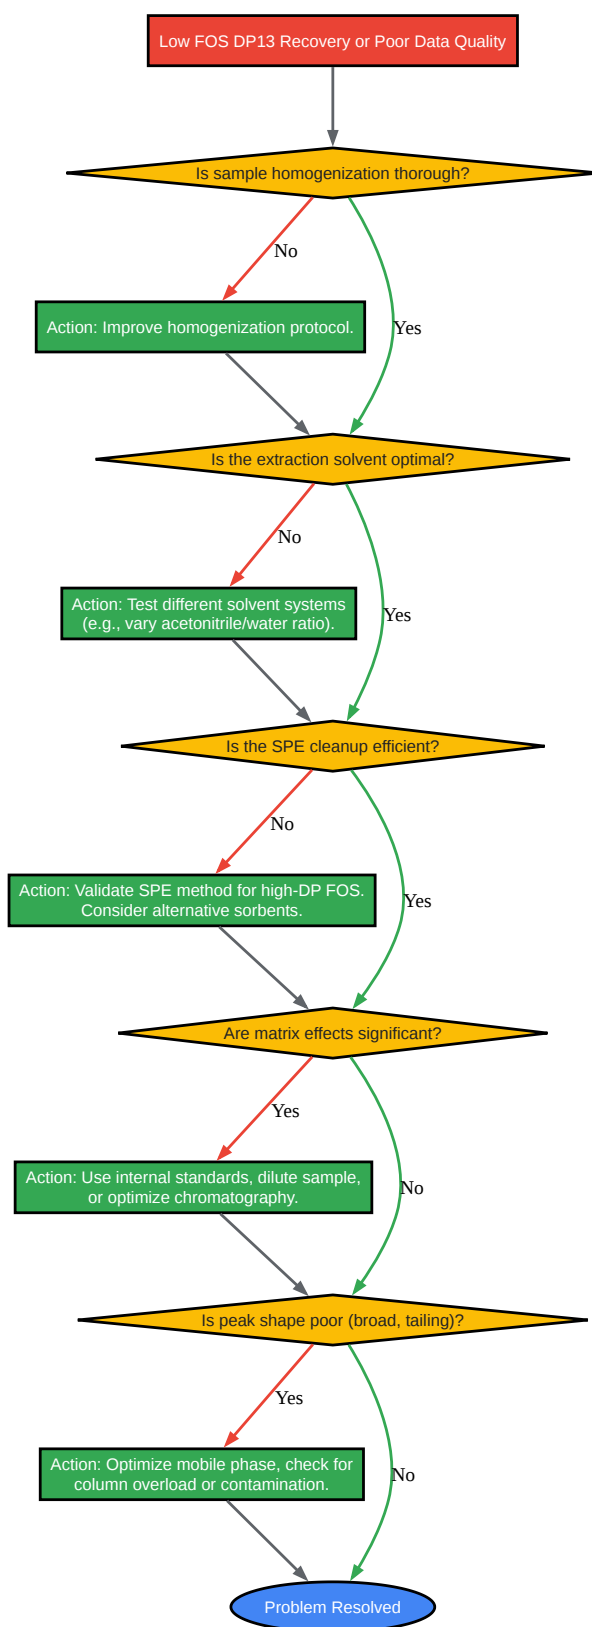 Low FOS DP13 Recovery or Poor Data Quality
Is sample homogenization thorough?
No
Yes
Action: Improve homogenization protocol.
Is the extraction solvent optimal?
No
Yes
Action: Test different solvent systems
(e.g., vary acetonitrile/water ratio).
Is the SPE cleanup efficient?
No
Yes
Action: Validate SPE method for high-DP FOS.
Consider alternative sorbents.
Are matrix effects significant?
Yes
No
Action: Use internal standards, dilute sample,
or optimize chromatography.
Is peak shape poor (broad, tailing)?
Yes
No
Action: Optimize mobile phase, check for
column overload or contamination.
Problem Resolved